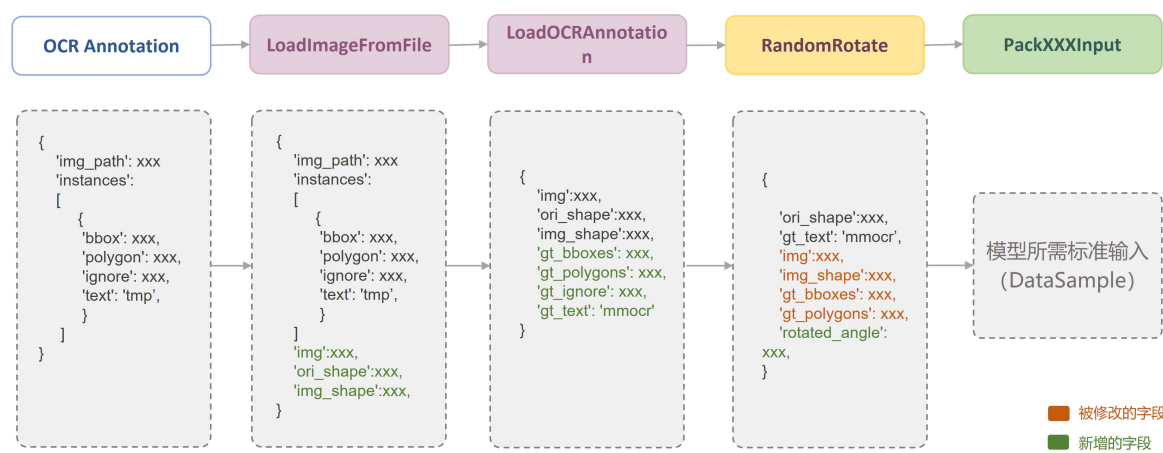 OCR Annotation
LoadImageFromFile
LoadOCRAnnotatio
n
RandomRotate
PackXXXInput
{
'img_path': xxx
'instances':
[
{
'bbox': xxx,
'polygon': xxx,
'ignore': xxx,
'text': 'tmp’,
}
]
}
{
'img_path': xxx
'instances':
[
{
'bbox': xxx,
'polygon': xxx,
'ignore': xxx,
'text': 'tmp’,
}
]
'img':xxx,
'ori_shape':xxx,
'img_shape':xxx,
}
{
'img':xxx,
'ori_shape':xxx,
'img_shape':xxx,
'gt_bboxes': xxx,
'gt_polygons': xxx,
'gt_ignore': xxx,
'gt_text': 'mmocr'
}
{
'ori_shape':xxx,
'gt_text': 'mmocr’,
'img':xxx,
'img_shape':xxx,
'gt_bboxes': xxx,
'gt_polygons': xxx,
'rotated_angle':
xxx,
}
模型所需标准输入
（DataSample）
被修改的字段
新增的字段